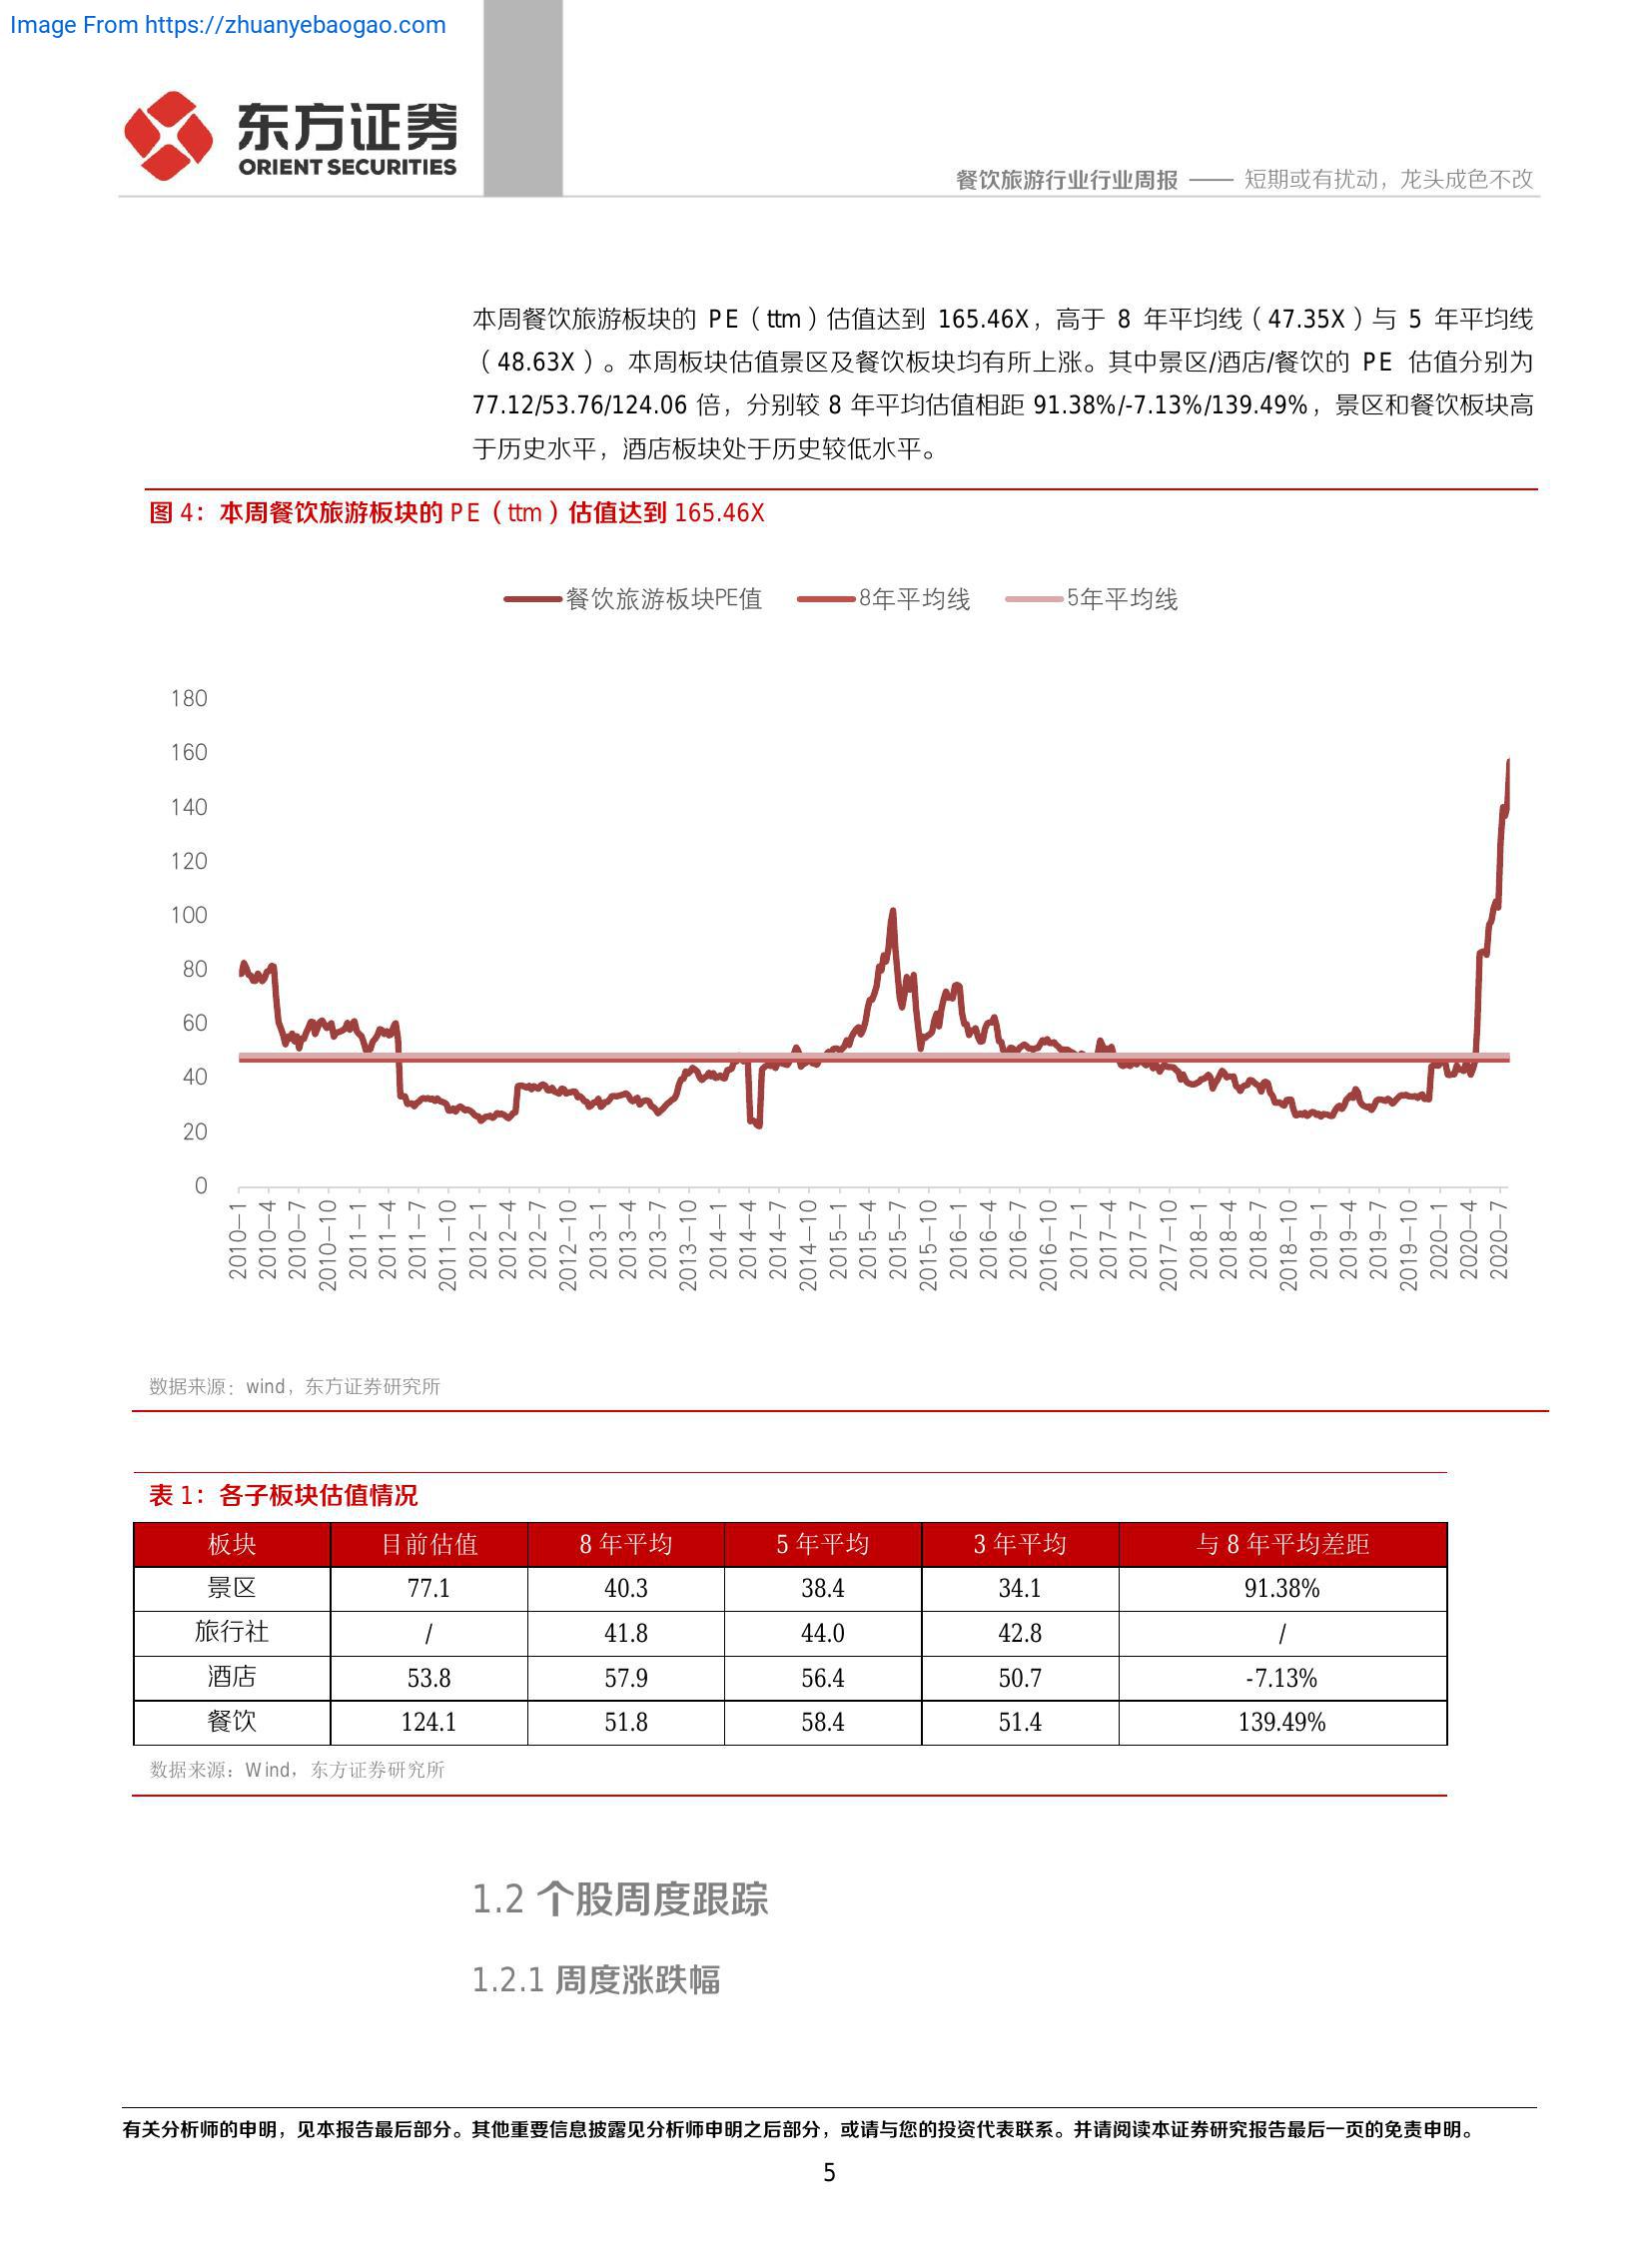 Image From https://zhuanyebaogao.com
东方证券
ORIENT SECURITIES
餐饮旅游行业行业周报 —— 短期或有扰动，龙头成色不改
本周餐饮旅游板块的 PE（ttm）估值达到 165.46X，高于 8 年平均线（47.35X）与 5 年平均线
（48.63X）。本周板块估值景区及餐饮板块均有所上涨。其中景区/酒店/餐饮的 PE 估值分别为
77.12/53.76/124.06 倍，分别较 8 年平均估值相距 91.38%/-7.13%/139.49%，景区和餐饮板块高
于历史水平，酒店板块处于历史较低水平。
图 4：本周餐饮旅游板块的 PE（ttm）估值达到 165.46X
餐饮旅游板块PE值 8年平均线 5年平均线
180
160
140
120
100
80
60
40
20
0
2010-1 2010-4 2010-7 2010-10 2011-1 2011-4 2011-7 2011-10 2012-1 2012-4 2012-7 2012-10 2013-1 2013-4 2013-7 2013-10 2014-1 2014-4 2014-7 2014-10 2015-1 2015-4 2015-7 2015-10 2016-1 2016-4 2016-7 2016-10 2017-1 2017-4 2017-7 2017-10 2018-1 2018-4 2018-7 2018-10 2019-1 2019-4 2019-7 2019-10 2020-1 2020-4 2020-7
数据来源：wind，东方证券研究所
表 1：各子板块估值情况
板块 目前估值 8 年平均 5 年平均 3 年平均 与 8 年平均差距
景区 77.1 40.3 38.4 34.1 91.38%
旅行社 / 41.8 44.0 42.8 /
酒店 53.8 57.9 56.4 50.7 -7.13%
餐饮 124.1 51.8 58.4 51.4 139.49%
数据来源：Wind，东方证券研究所
1.2 个股周度跟踪
1.2.1 周度涨跌幅
有关分析师的申明，见本报告最后部分。其他重要信息披露见分析师申明之后部分，或请与您的投资代表联系。并请阅读本证券研究报告最后一页的免责申明。
5